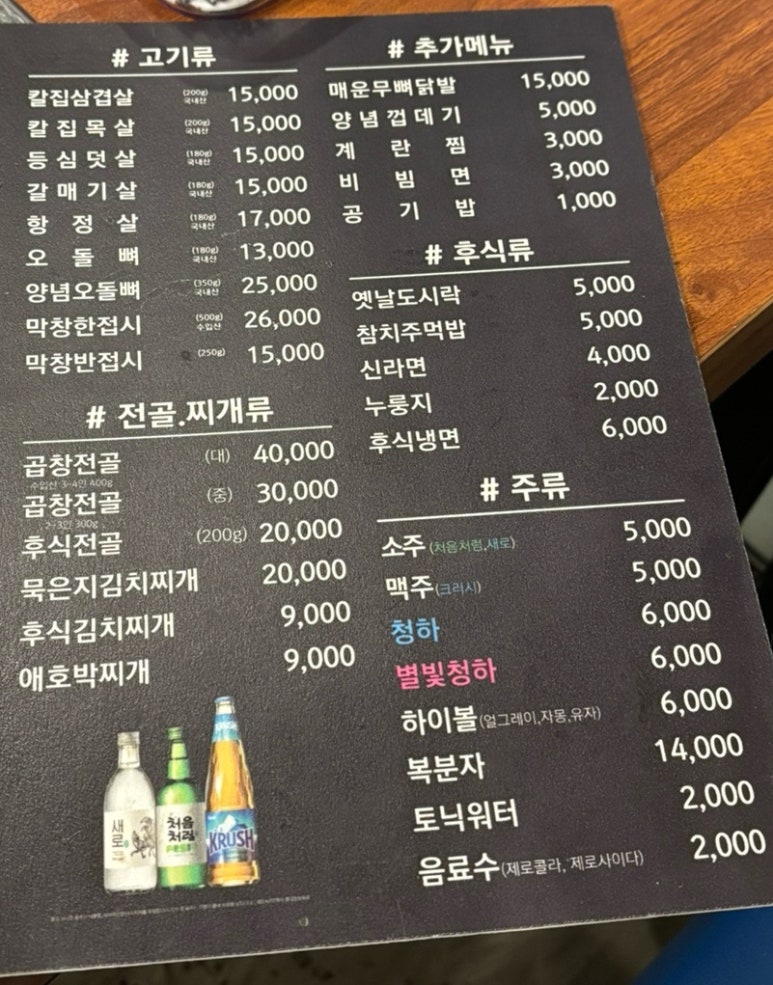 # 고기류
칼집삼겹살 (200g) 국내산 15,000
칼집목살 (200g) 국내산 15,000
등심덧살 (180g) 국내산 15,000
갈매기살 (180g) 국내산 15,000
항정살 (180g) 국내산 17,000
오돌뼈 (180g) 국내산 13,000
양념오돌뼈 (350g) 국내산 25,000
막창한접시 (500g) 수입산 26,000
막창반접시 (250g) 15,000
# 전골.찌개류
곱창전골 (대) 40,000
수입산 3~4인 400g
곱창전골 (중) 30,000
2~3인 300g
후식전골 (200g) 20,000
묵은지김치찌개 20,000
후식김치찌개 9,000
애호박찌개 9,000
새로
처음처럼
KRUSH
# 추가메뉴
매운무뼈닭발 15,000
양념껍데기 5,000
계란찜 3,000
비빔면 3,000
공기밥 1,000
# 후식류
옛날도시락 5,000
참치주먹밥 5,000
신라면 4,000
누룽지 2,000
후식냉면 6,000
# 주류
소주(처음처럼,새로) 5,000
맥주(크러시) 5,000
청하 6,000
별빛청하 6,000
하이볼(얼그레이,자몽,유자) 6,000
복분자 14,000
토닉워터 2,000
음료수(제로콜라, 제로사이다) 2,000